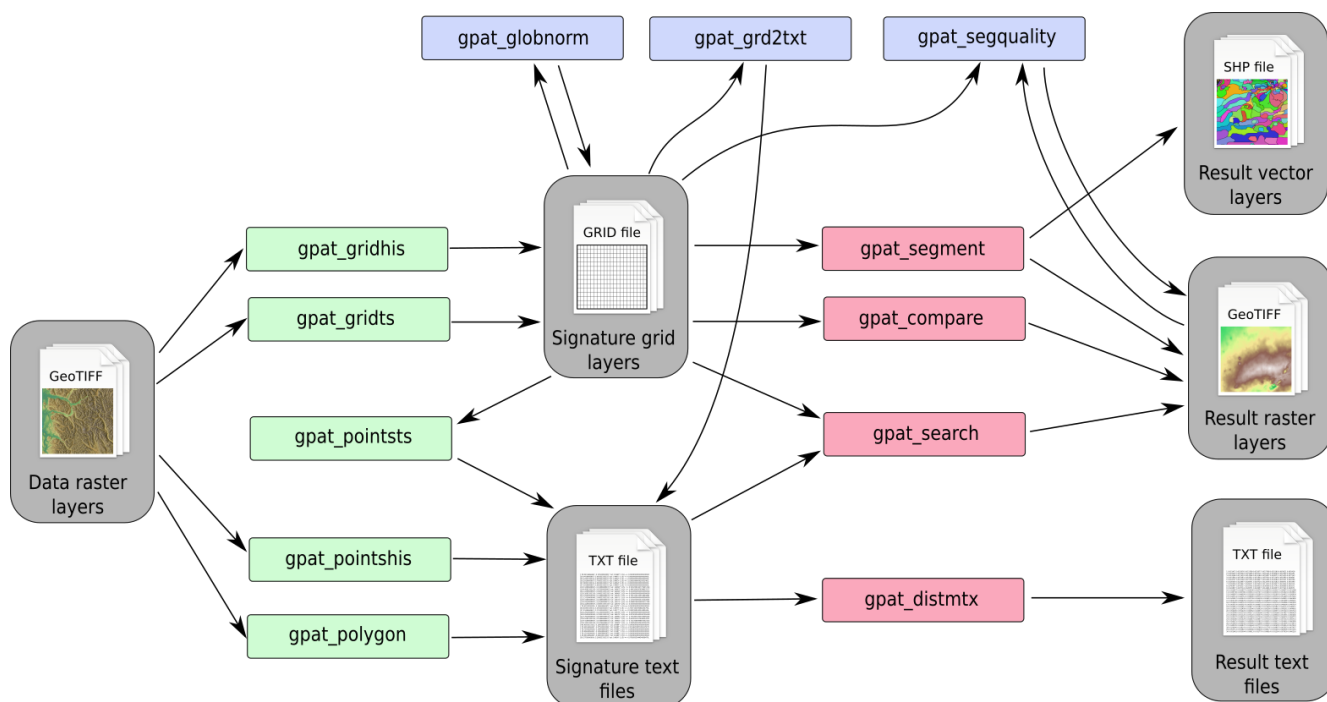 gpat_globnorm
gpat_grd2txt
gpat_segquality
SHP file
Result vector
layers
gpat_gridhis
GRID file
Signature grid
layers
gpat_segment
gpat_gridts
gpat_compare
GeoTIFF
Result raster
layers
GeoTIFF
Data raster
layers
gpat_pointsts
gpat_search
gpat_pointshis
TXT file
Signature text
files
gpat_polygon
gpat_distmtx
TXT file
Result text
files